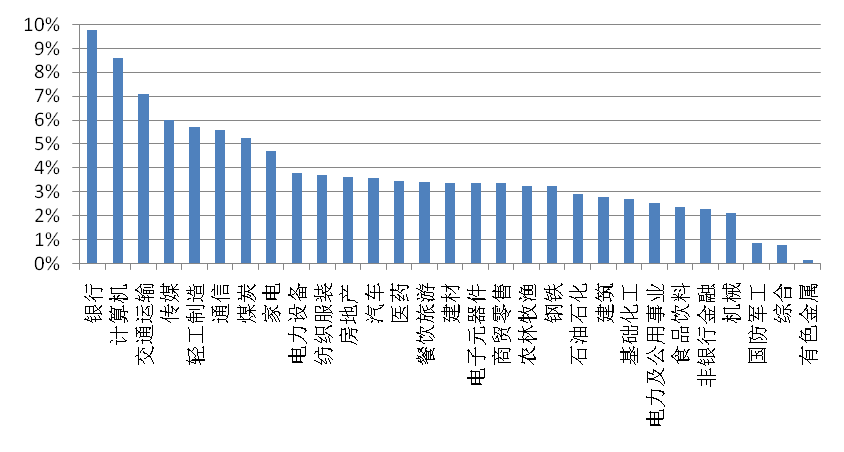 10%
9%
8%
7%
6%
5%
4%
3%
2%
1%
0%
银行
计算机
交通运输
传媒
轻工制造
通信
煤炭
家电
电力设备
纺织服装
房地产
汽车
医药
餐饮旅游
建材
电子元器件
商贸零售
农林牧渔
钢铁
石油石化
建筑
基础化工
电力及公用事业
食品饮料
非银行金融
机械
国防军工
综合
有色金属